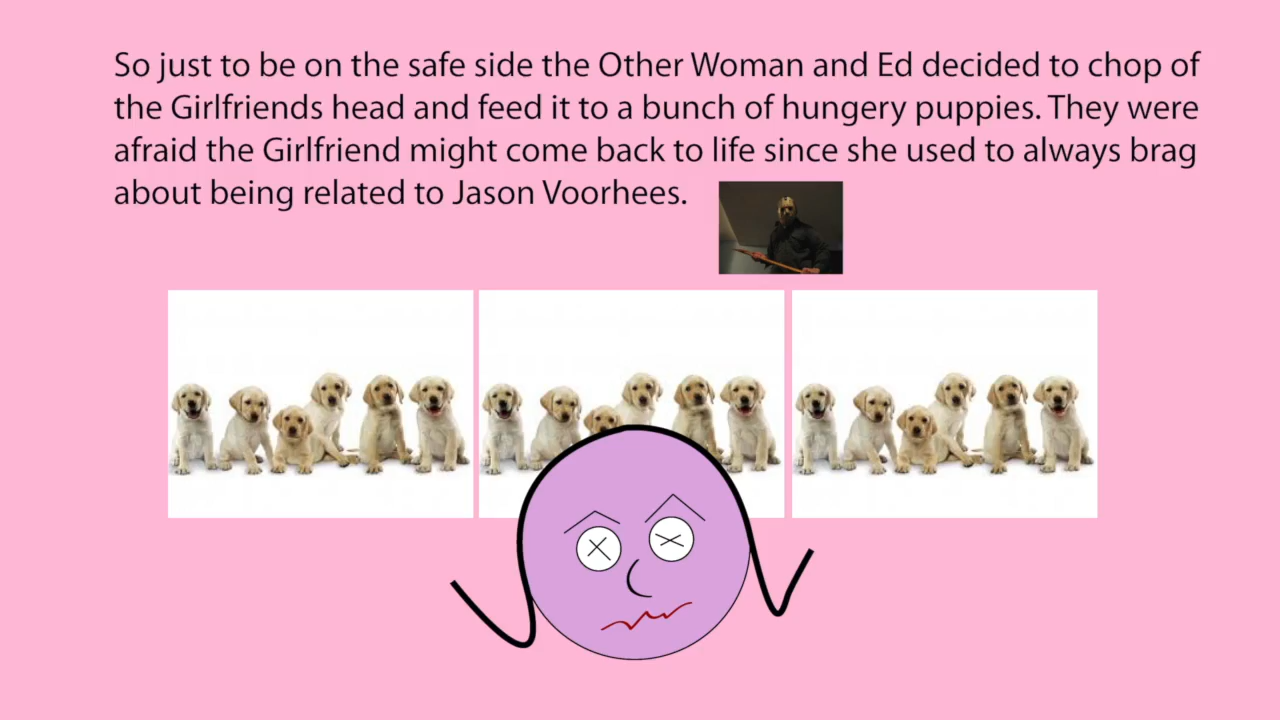 So just to be on the safe side the Other Woman and Ed decided to chop of
the Girlfriends head and feed it to a bunch of hungery puppies. They were
afraid the Girlfriend might come back to life since she used to always brag
about being related to Jason Voorhees.